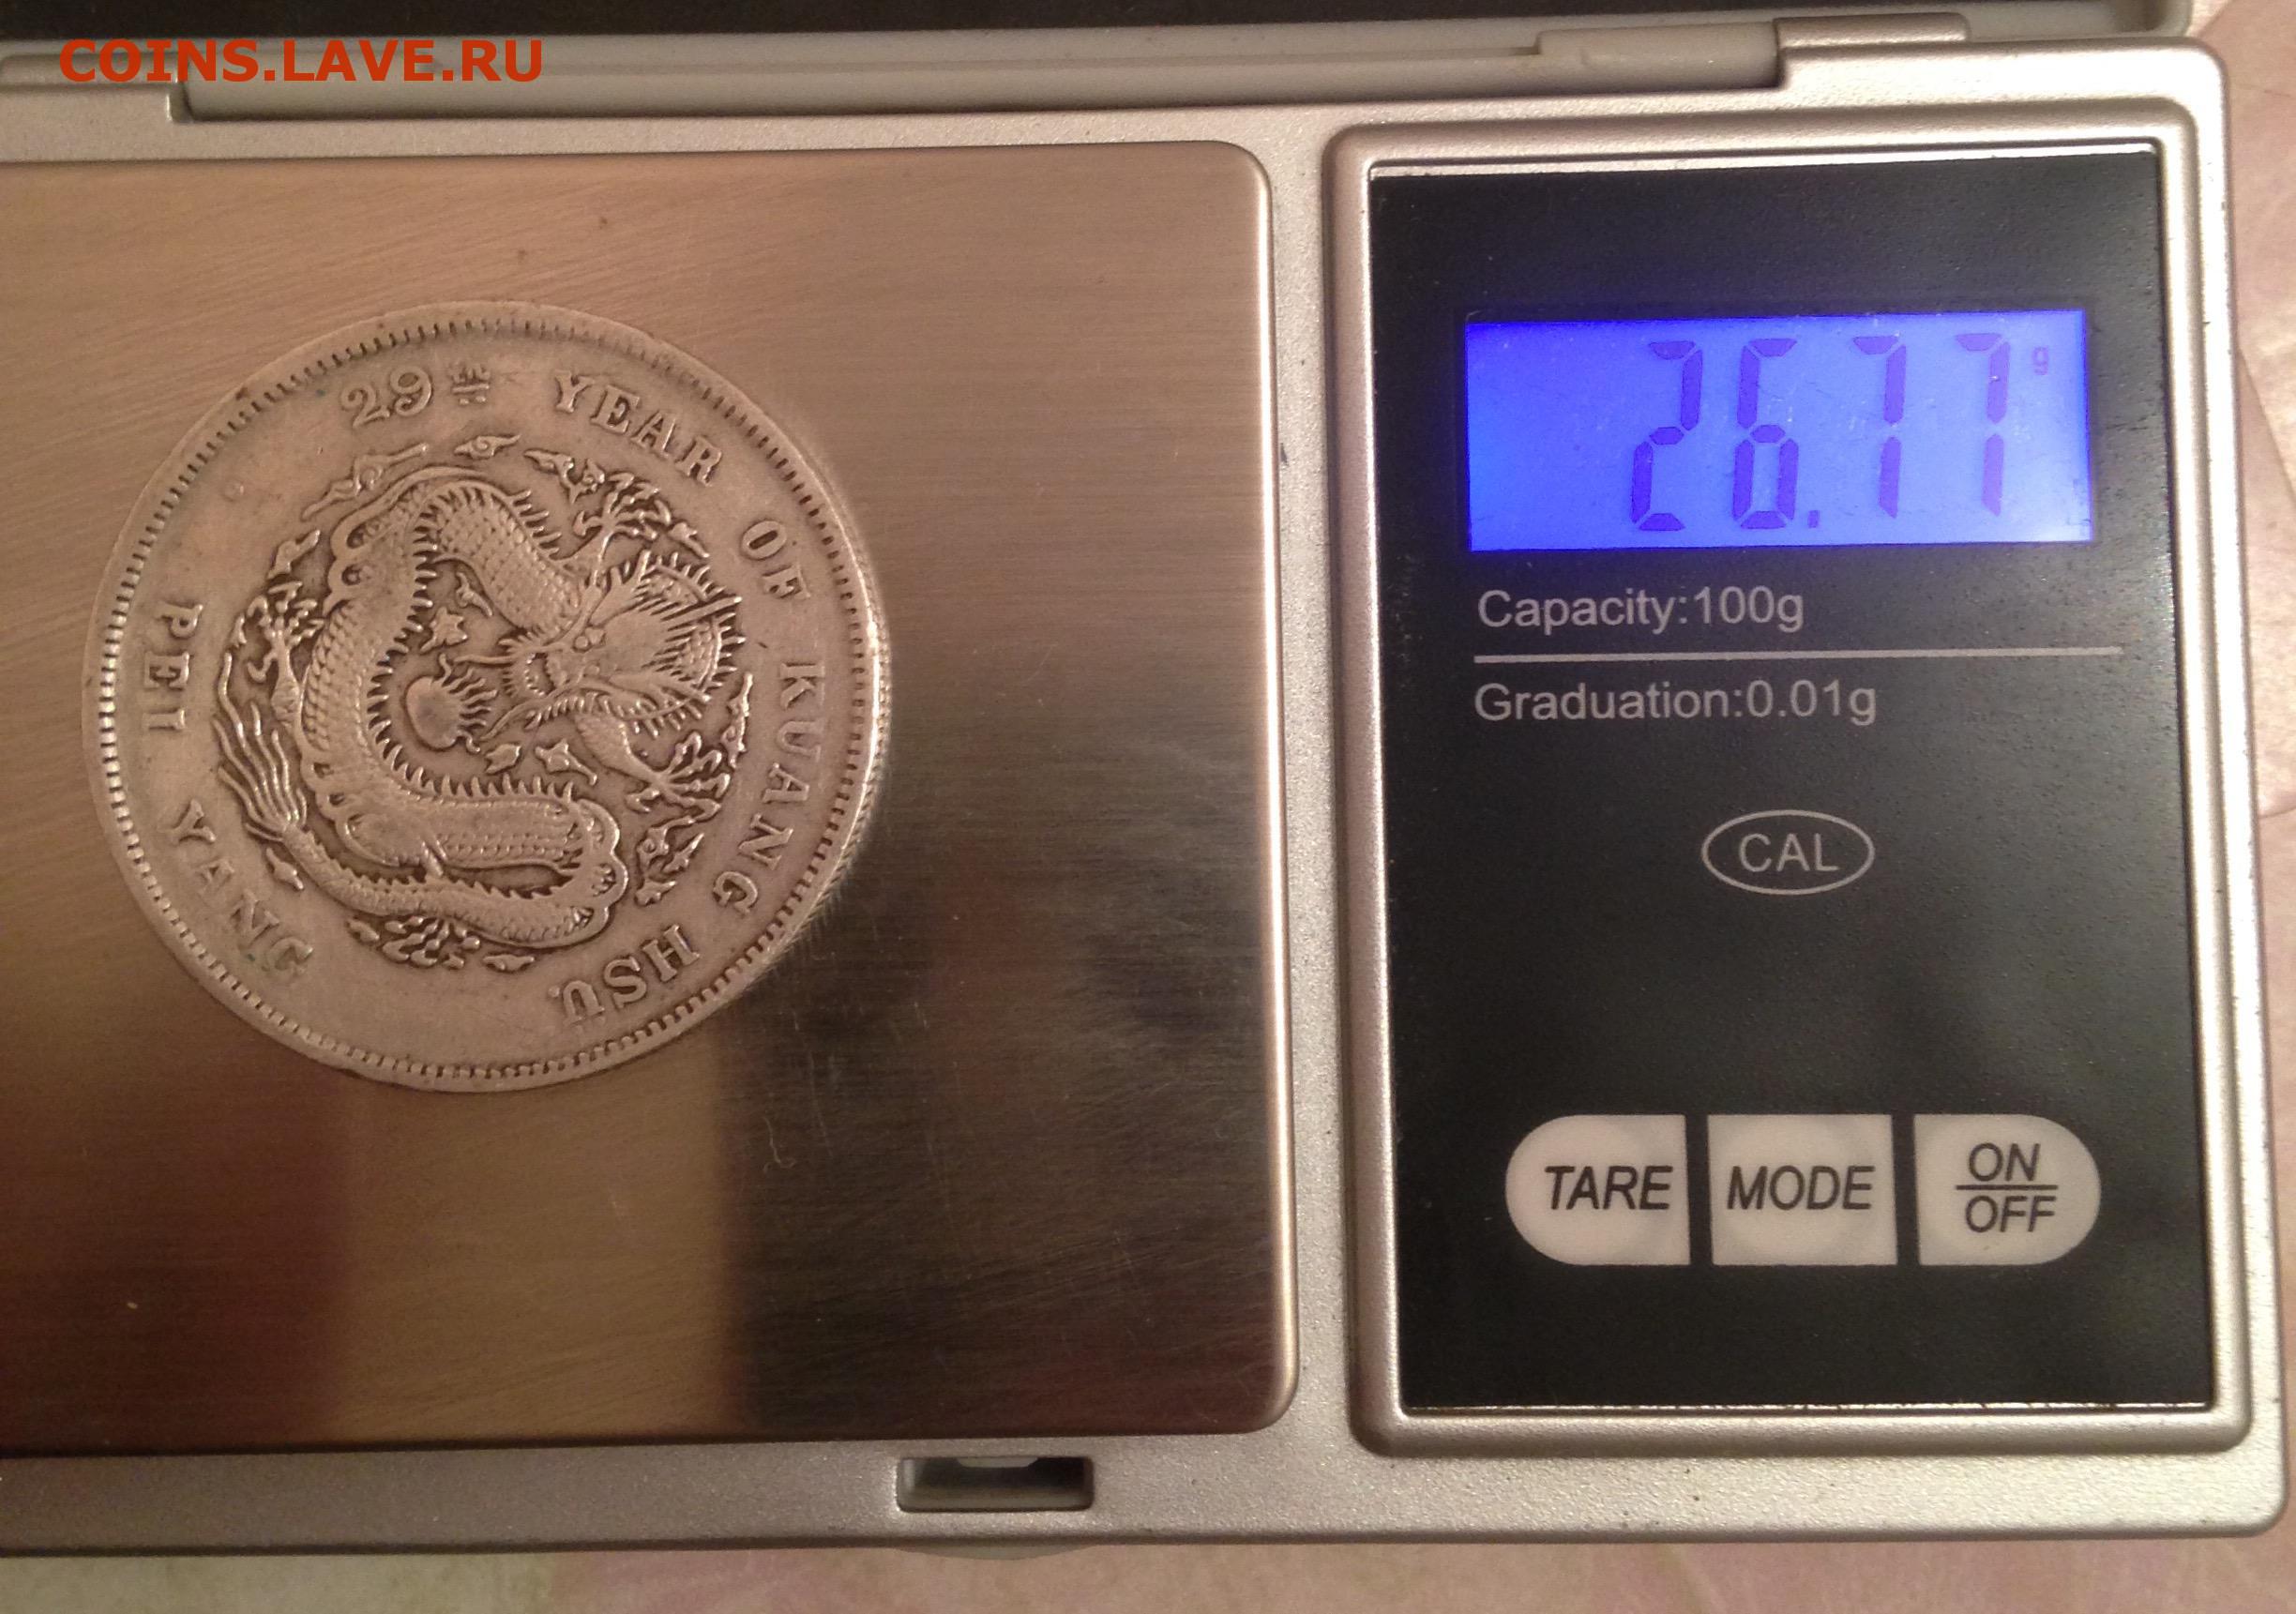 COINS.LAVE.RU
29 YEAR OF KUANG HSU
PEI YANG
26.77 g
Capacity:100g
Graduation:0.01g
CAL
TARE
MODE
ON
OFF